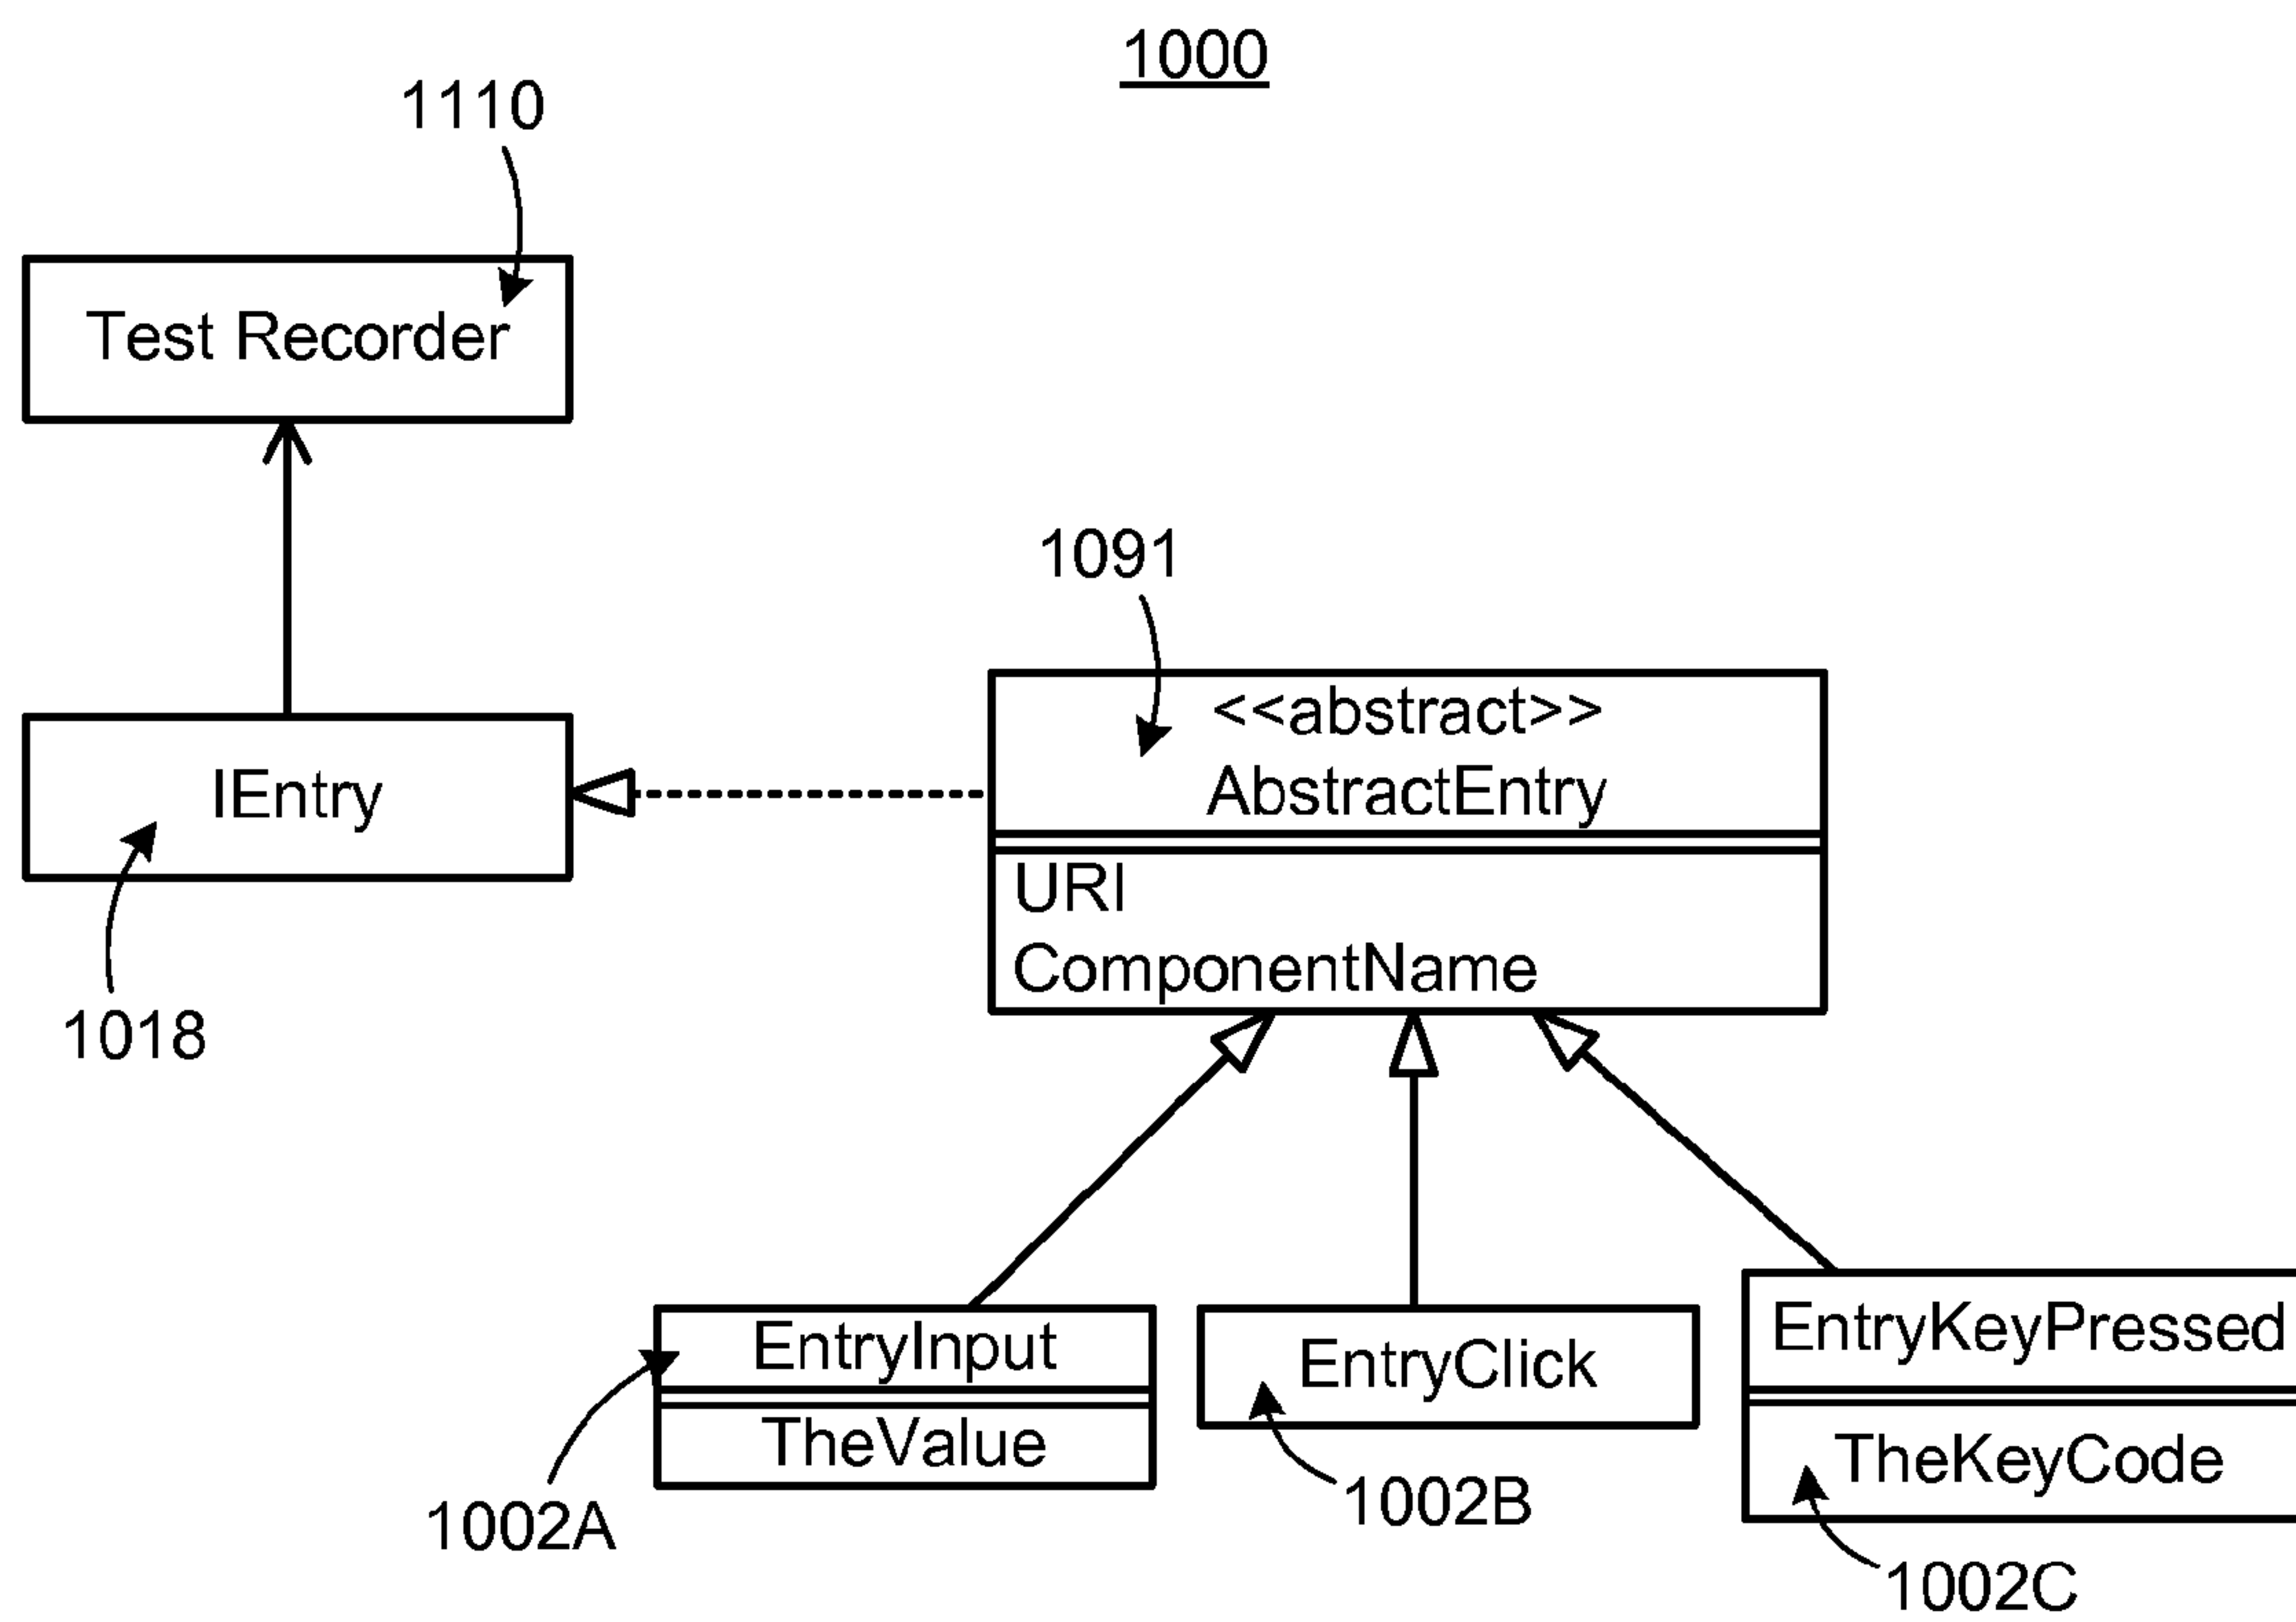 1000
1110
Test Recorder
1091
<<abstract>>
AbstractEntry
IEntry
URI
ComponentName
1018
EntryInput
EntryClick
EntryKeyPressed
TheValue
TheKeyCode
1002A
1002B
1002C